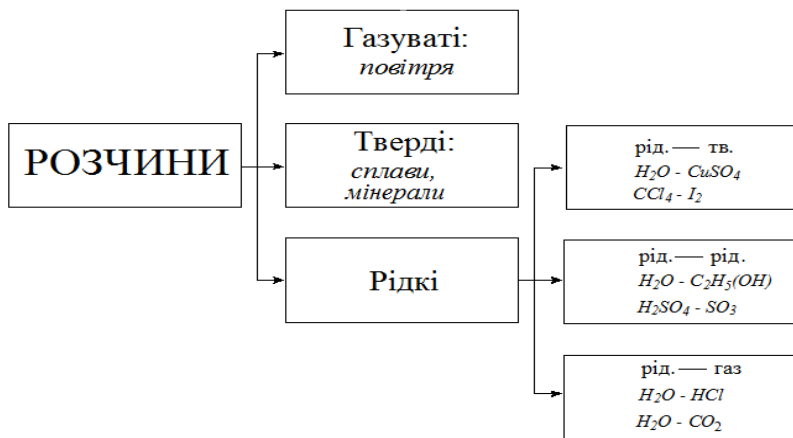 РОЗЧИНИ
Газуваті:
повітря
Тверді:
сплави,
мінерали
Рідкі
рід. — тв.
H₂O - CuSO₄
CCl₄ - I₂
рід. — рід.
H₂O - C₂H₅(OH)
H₂SO₄ - SO₃
рід. — газ
H₂O - HCl
H₂O - CO₂